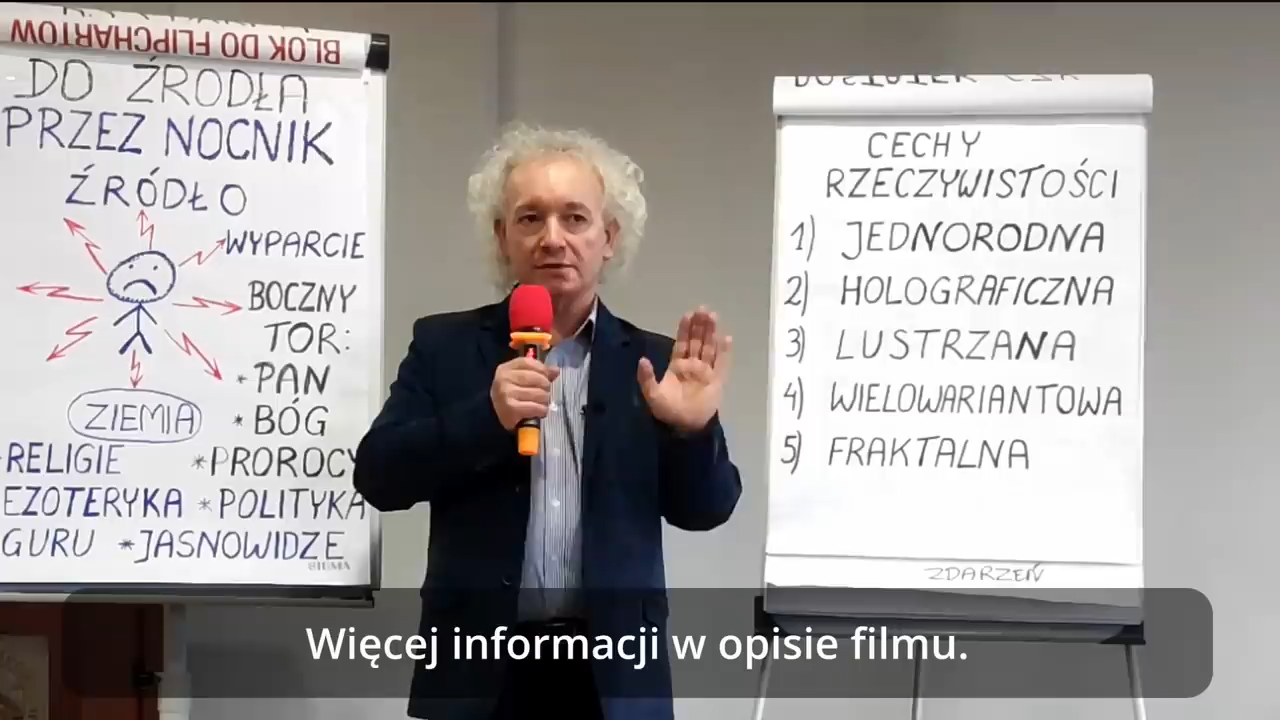 BLOK DO FLIPCHARTÓW
DO ŹRODŁA
PRZEZ NOCNIK
ŹRÓDŁO
WYPARCIE
BOCZNY
TOR:
* PAN
ZIEMIA * BÓG
RELIGIE * PROROCY
EZOTERYKA * POLITYKA
GURU * JASNOWIDZE
CECHY
RZECZYWISTOŚCI
1) JEDNORODNA
2) HOLOGRAFICZNA
3) LUSTRZANA
4) WIELOWARIANTOWA
5) FRAKTALNA
ZDARZEŃ
Więcej informacji w opisie filmu.